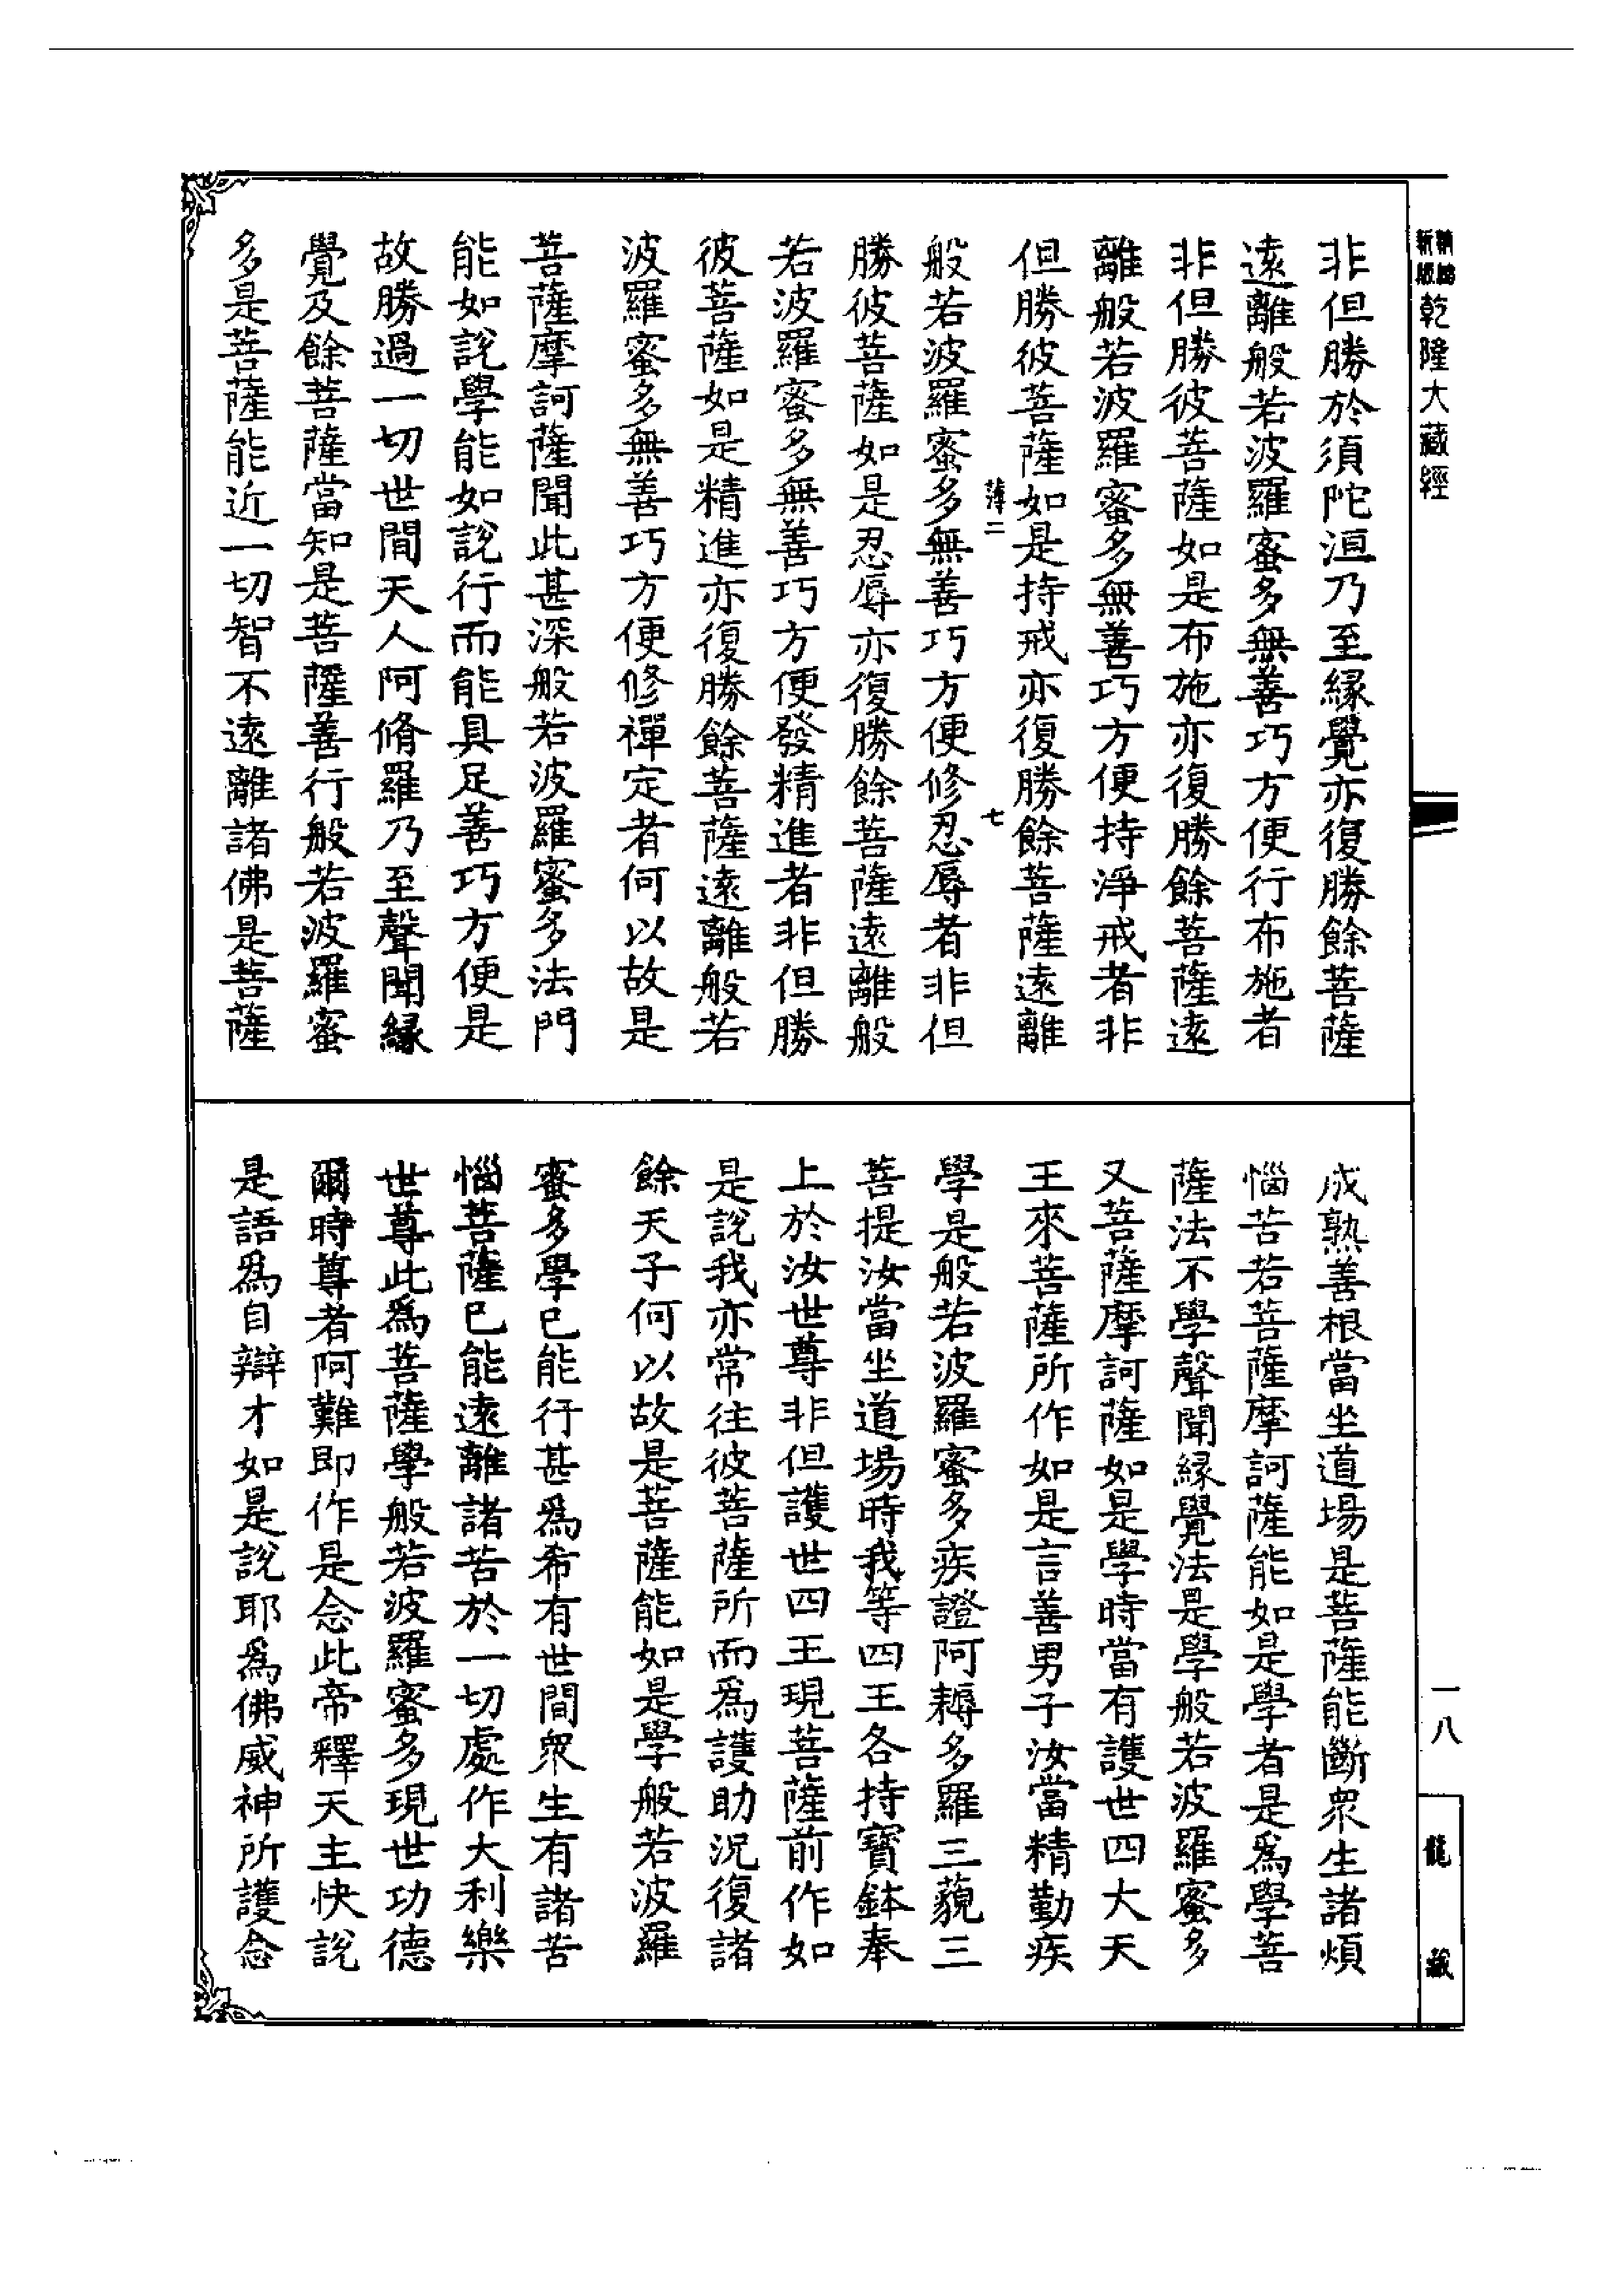 新編縮版乾隆大藏經
非但勝於須陀洹乃至緣覺亦復勝餘菩薩
遠離般若波羅蜜多無善巧方便行布施者
非但勝彼菩薩如是布施亦復勝餘菩薩遠
離般若波羅蜜多無善巧方便持淨戒者非
但勝彼菩薩如是持戒亦復勝餘菩薩遠離
薄二 七
般若波羅蜜多無善巧方便修忍辱者非但
勝彼菩薩如是忍辱亦復勝餘菩薩遠離般
若波羅蜜多無善巧方便發精進者非但勝
彼菩薩如是精進亦復勝餘菩薩遠離般若
波羅蜜多無善巧方便修禪定者何以故是
菩薩摩訶薩聞此甚深般若波羅蜜多法門
能如說學能如說行而能具足善巧方便是
故勝過一切世間天人阿脩羅乃至聲聞緣
覺及餘菩薩當知是菩薩善行般若波羅蜜
多是菩薩能近一切智不遠離諸佛是菩薩
成熟善根當坐道場是菩薩能斷眾生諸煩
惱苦若菩薩摩訶薩能如是學者是爲學菩
薩法不學聲聞緣覺法是學般若波羅蜜多
又菩薩摩訶薩如是學時當有護世四大天
王來菩薩所作如是言善男子汝當精勤疾
學是般若波羅蜜多疾證阿耨多羅三藐三
菩提汝當坐道場時我等四王各持寶鉢奉
上於汝世尊非但護世四王現菩薩前作如
是說我亦常往彼菩薩所而爲護助況復諸
餘天子何以故是菩薩能如是學般若波羅
蜜多學已能行甚爲希有世間眾生有諸苦
惱菩薩已能遠離諸苦於一切處作大利樂
世尊此爲菩薩學般若波羅蜜多現世功德
爾時尊者阿難即作是念此帝釋天主快說
是語爲自辯才如是說耶爲佛威神所護念
一八
龍藏